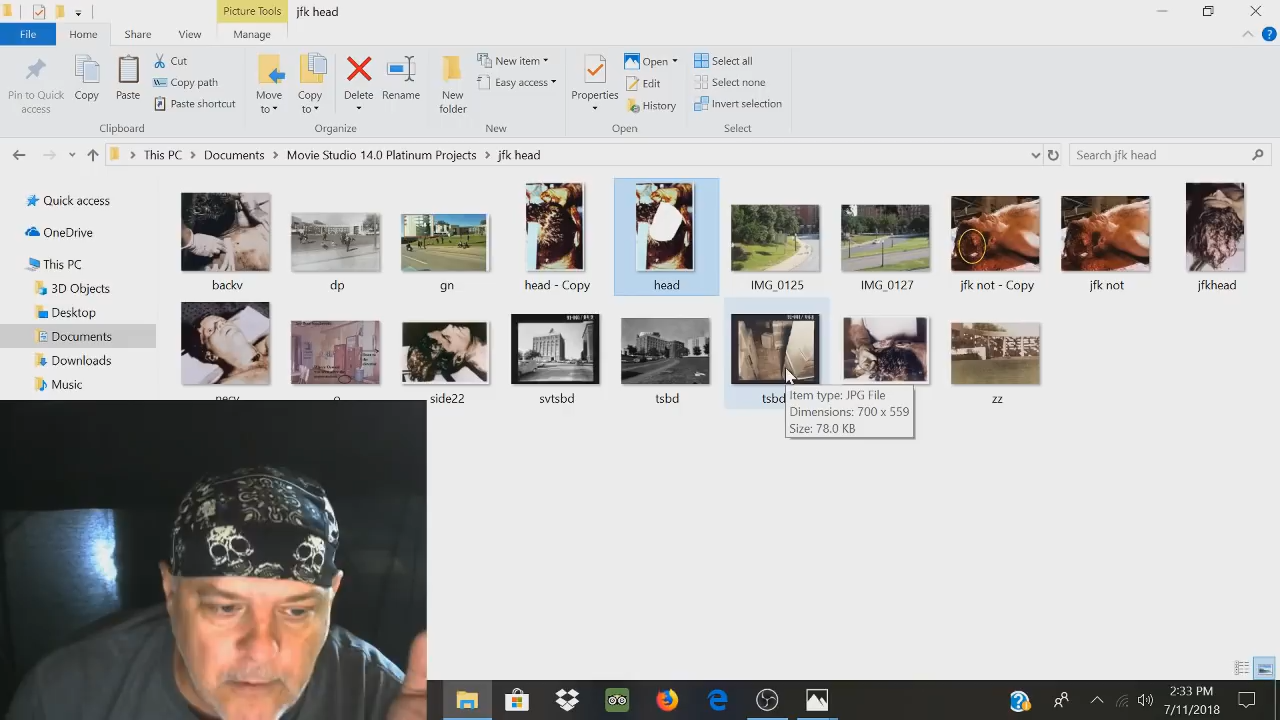 Picture Tools
jfk head
File
Home
Share
View
Manage
Pin to Quick access
Copy
Paste
Cut
Copy path
Paste shortcut
Clipboard
Move to
Copy to
Delete
Rename
Organize
New folder
New item
Easy access
New
Properties
Open
Edit
History
Open
Select all
Select none
Invert selection
Select
This PC
Documents
Movie Studio 14.0 Platinum Projects
jfk head
Search jfk head
Quick access
OneDrive
This PC
3D Objects
Desktop
Documents
Downloads
Music
backv
dp
gn
head - Copy
head
IMG_0125
IMG_0127
jfk not - Copy
jfk not
jfkhead
side22
svtsbd
tsbd
tsbd
zz
Item type: JPG File
Dimensions: 700 x 559
Size: 78.0 KB
2:33 PM
7/11/2018